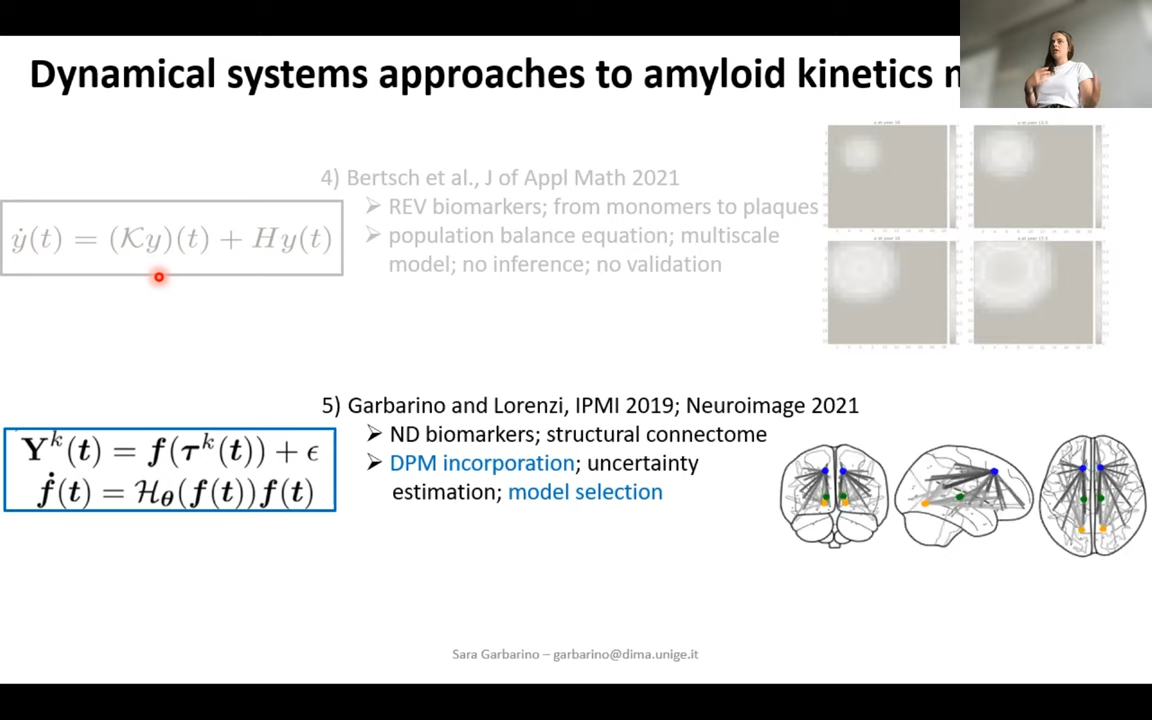 Dynamical systems approaches to amyloid kinetics
4) Bertsch et al., J of Appl Math 2021
➢ REV biomarkers; from monomers to plaques
➢ population balance equation; multiscale
model; no inference; no validation
ẏ(t) = (𝒦y)(t) + Hy(t)
5) Garbarino and Lorenzi, IPMI 2019; Neuroimage 2021
➢ ND biomarkers; structural connectome
➢ DPM incorporation; uncertainty
estimation; model selection
Yᵏ(t) = f(τᵏ(t)) + ϵ
ḟ(t) = ℋ_θ(f(t))f(t)
Sara Garbarino – garbarino@dima.unige.it